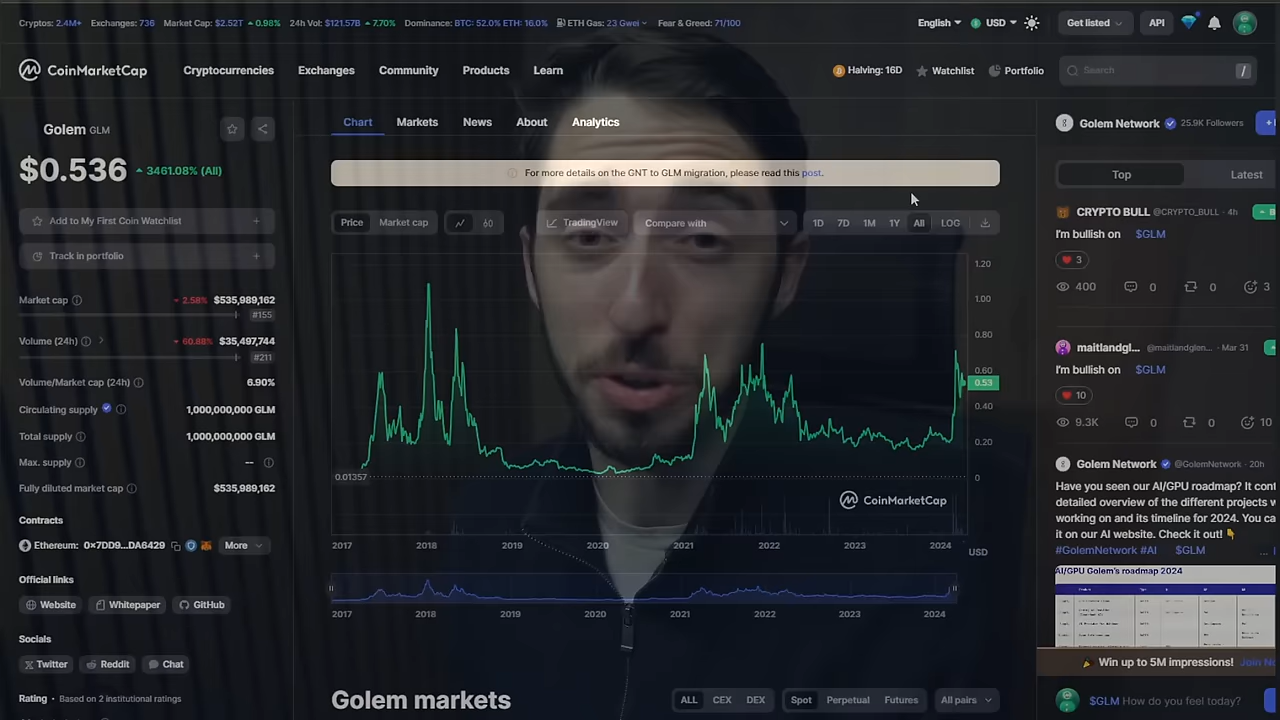 Cryptos: 2.4M+ Exchanges: 736 Market Cap: $2.52T 0.98% 24h Vol: $121.57B 7.70% Dominance: BTC: 52.0% ETH: 16.0% ETH Gas: 23 Gwei Fear & Greed: 71/100
English USD Get listed API
CoinMarketCap Cryptocurrencies Exchanges Community Products Learn Halving: 16D Watchlist Portfolio Search /
Golem GLM
$0.536 3461.08% (All)
Add to My First Coin Watchlist +
Track in portfolio +
Market cap 2.58% $535,989,162
#155
Volume (24h) 60.88% $35,497,744
#211
Volume/Market cap (24h) 6.90%
Circulating supply 1,000,000,000 GLM
Total supply 1,000,000,000 GLM
Max. supply --
Fully diluted market cap $535,989,162
Contracts
Ethereum: 0x7DD9...DA6429 More
Official links
Website Whitepaper GitHub
Socials
Twitter Reddit Chat
Rating · Based on 2 institutional ratings
Chart Markets News About Analytics
For more details on the GNT to GLM migration, please read this post.
Price Market cap TradingView Compare with 1D 7D 1M 1Y All LOG
1.20
1.00
0.80
0.60
0.53
0.40
0.20
0
0.01357
CoinMarketCap
2017 2018 2019 2020 2021 2022 2023 2024
USD
2017 2018 2019 2020 2021 2022 2023 2024
Golem markets ALL CEX DEX Spot Perpetual Futures All pairs
Golem Network 25.9K Followers +
Top Latest
CRYPTO BULL @CRYPTO_BULL · 4h
I'm bullish on $GLM
3
400 0 0 3
maitlandgl... @maitlandglen... · Mar 31
I'm bullish on $GLM
10
9.3K 0 0 10
Golem Network @GolemNetwork · 20h
Have you seen our AI/GPU roadmap? It cont
detailed overview of the different projects w
working on and its timeline for 2024. You ca
it on our AI website. Check it out!
#GolemNetwork #AI $GLM ...
AI/GPU Golem's roadmap 2024
Win up to 5M impressions! Join No
$GLM How do you feel today?